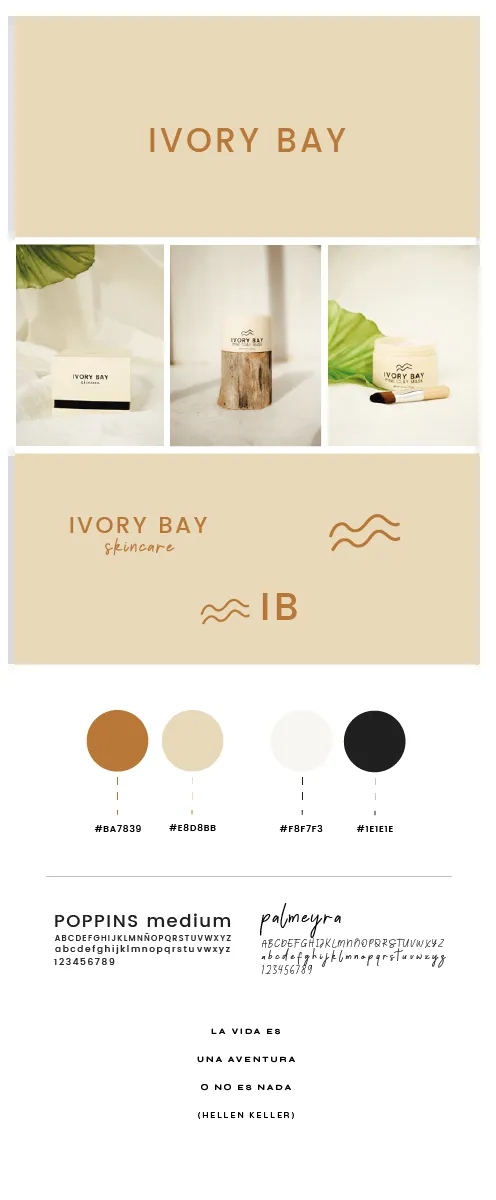 IVORY BAY
IVORY BAY
skincare
IVORY BAY
PINK CLAY MASK
IVORY BAY
PINK CLAY MASK
IVORY BAY
skincare
IB
#BA7839
#E8D8BB
#F8F7F3
#1E1E1E
POPPINS medium
ABCDEFGHIJKLMNÑOPQRSTUVWXYZ
abcdefghijklmnopqrstuvwxyz
123456789
palmeyra
ABCDEFGHIJKLMNÑOPQRSTUVWXYZ
abcdefghijklmnopqrstuvwxyz
123456789
LA VIDA ES
UNA AVENTURA
O NO ES NADA
(HELLEN KELLER)